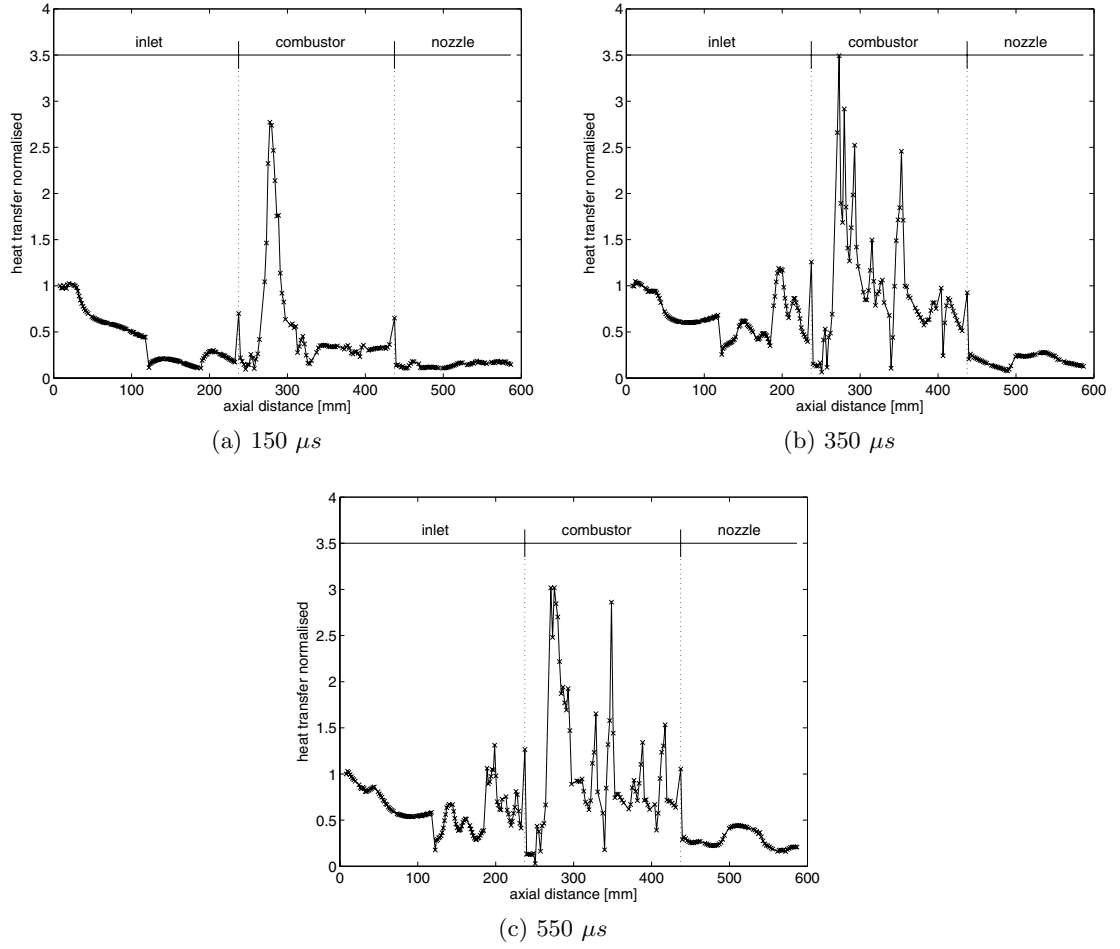 4
3.5
3
2.5
2
1.5
1
0.5
0
0 100 200 300 400 500 600
inlet combustor nozzle
heat transfer normalised
axial distance [mm]
(a) 150 μs
4
3.5
3
2.5
2
1.5
1
0.5
0
0 100 200 300 400 500 600
inlet combustor nozzle
heat transfer normalised
axial distance [mm]
(b) 350 μs
4
3.5
3
2.5
2
1.5
1
0.5
0
0 100 200 300 400 500 600
inlet combustor nozzle
heat transfer normalised
axial distance [mm]
(c) 550 μs